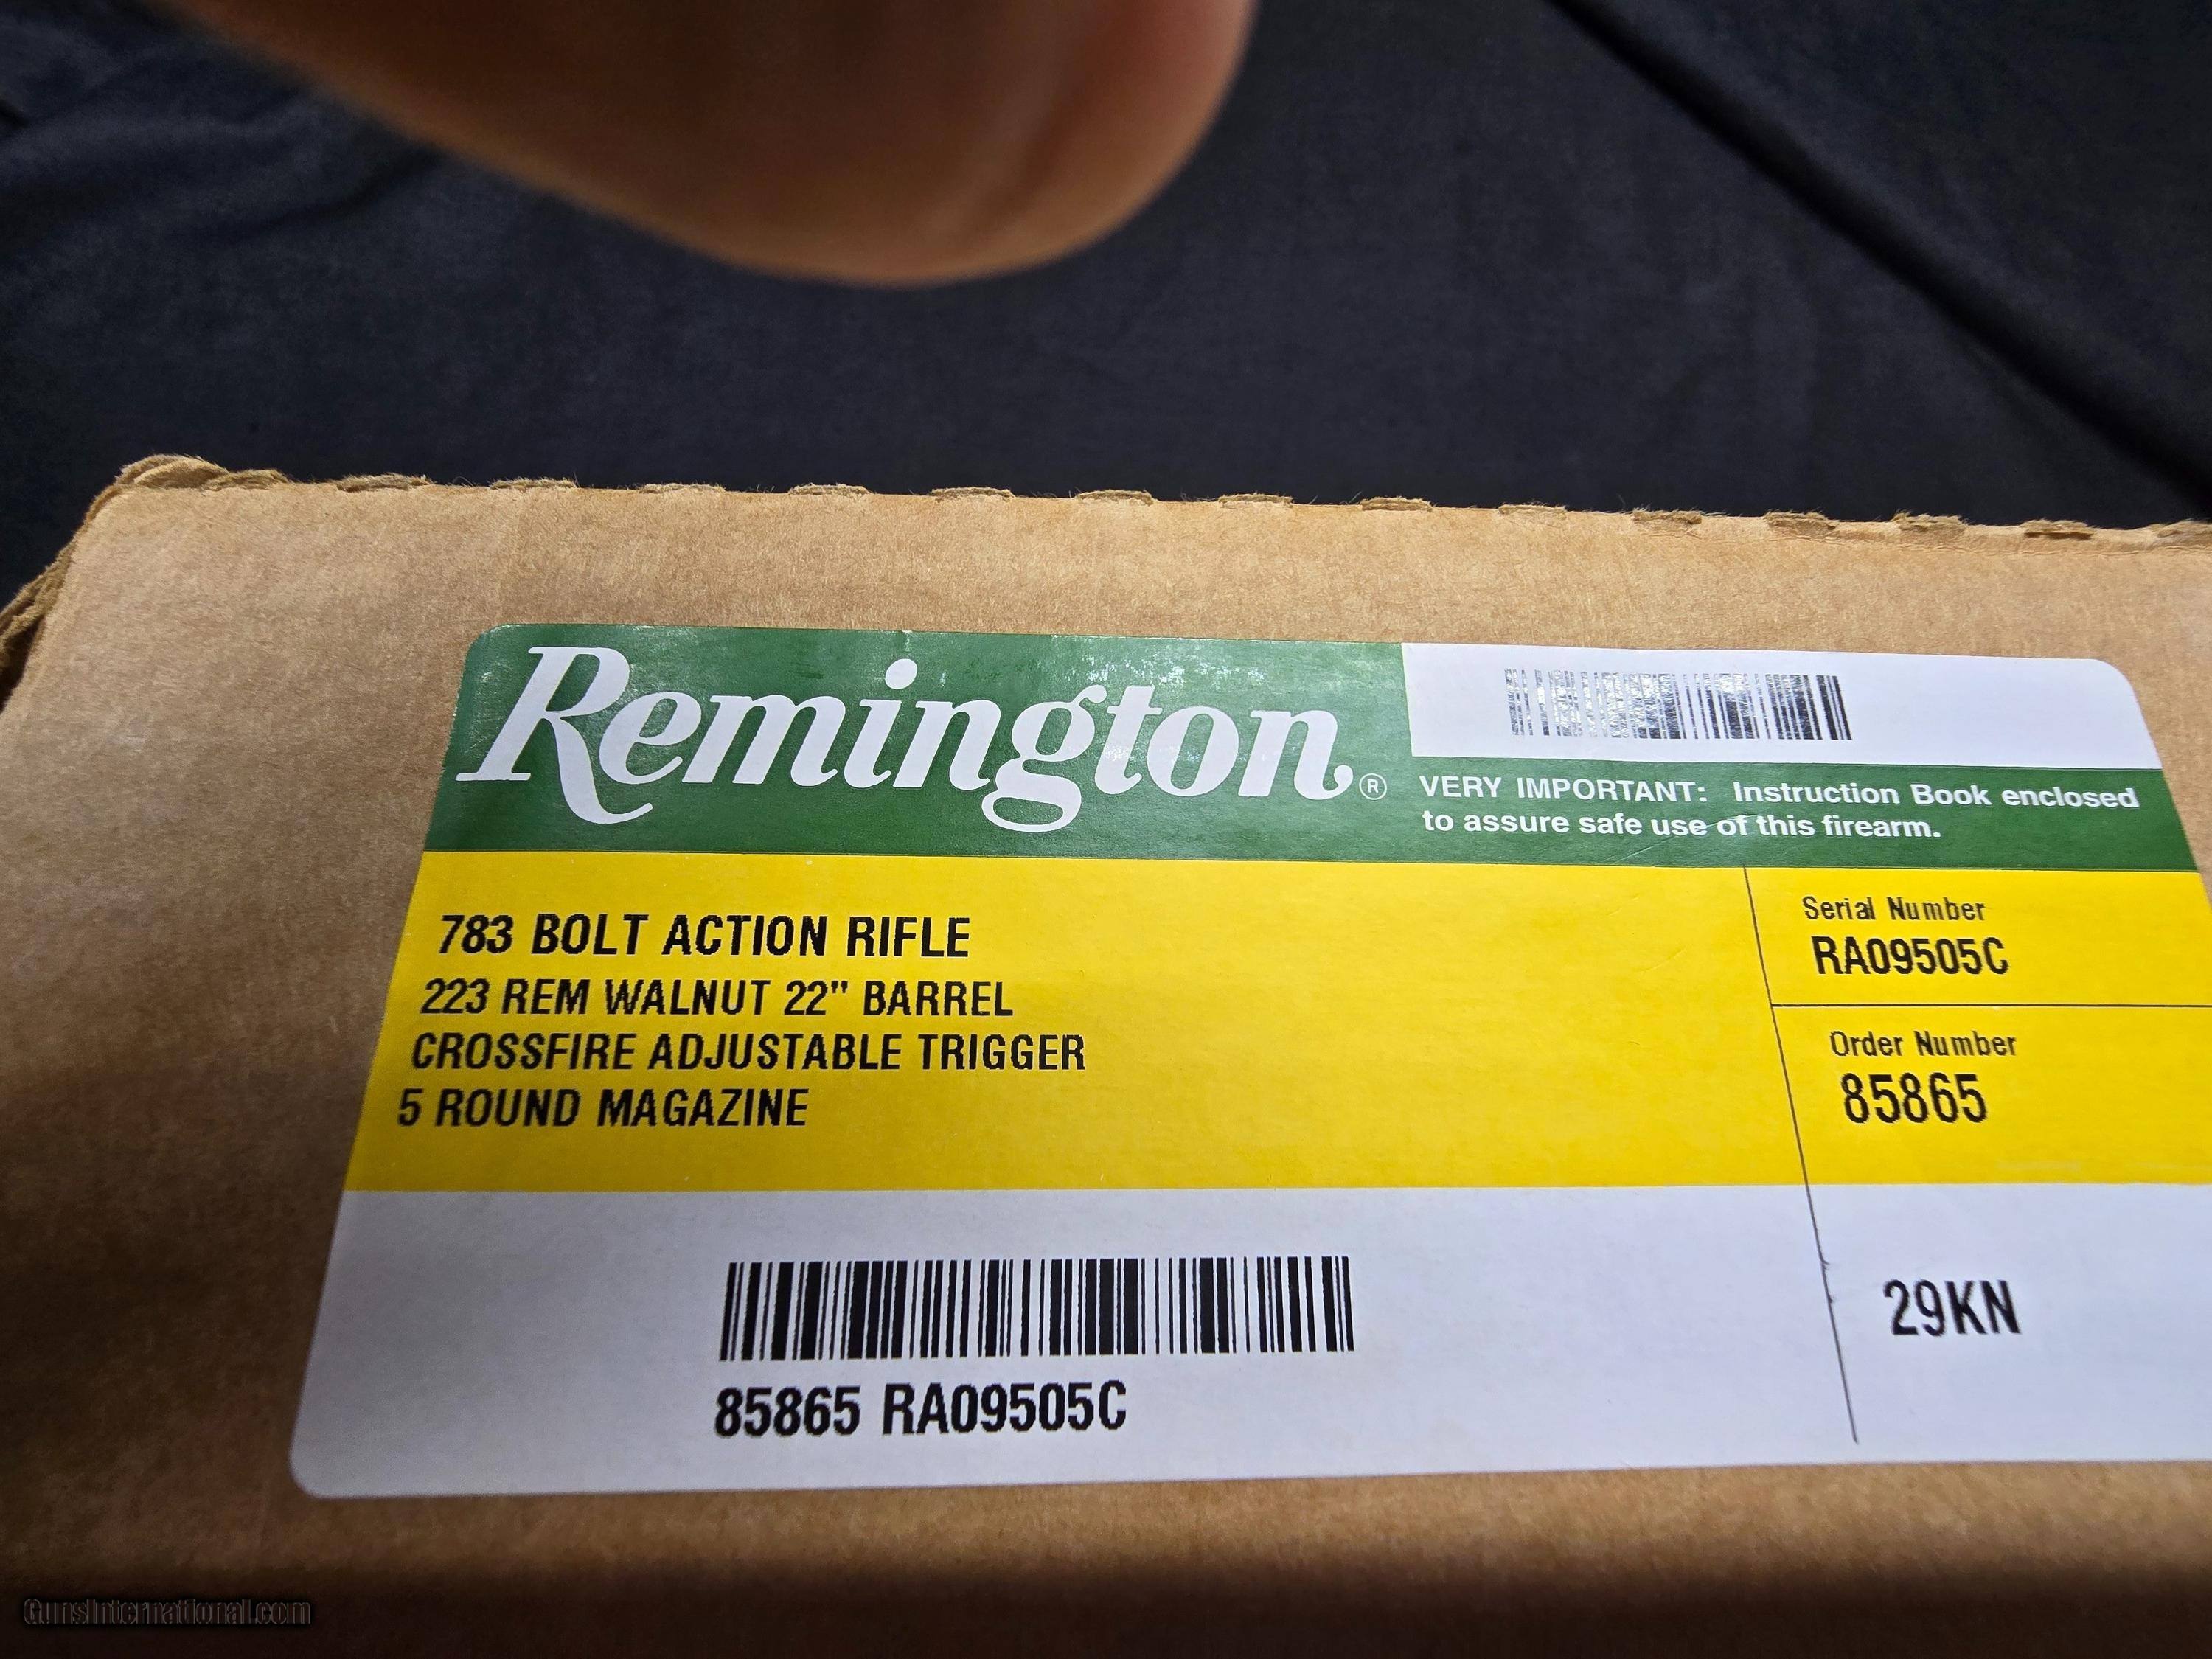 Remington®
VERY IMPORTANT: Instruction Book enclosed
to assure safe use of this firearm.
783 BOLT ACTION RIFLE
223 REM WALNUT 22" BARREL
CROSSFIRE ADJUSTABLE TRIGGER
5 ROUND MAGAZINE
Serial Number
RA09505C
Order Number
85865
85865 RA09505C
29KN
GunsInternational.com